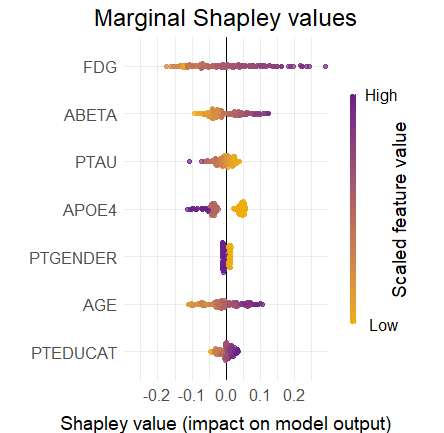 Marginal Shapley values
FDG
ABETA
PTAU
APOE4
PTGENDER
AGE
PTEDUCAT
-0.2 -0.1 0.0 0.1 0.2
Shapley value (impact on model output)
High
Low
Scaled feature value